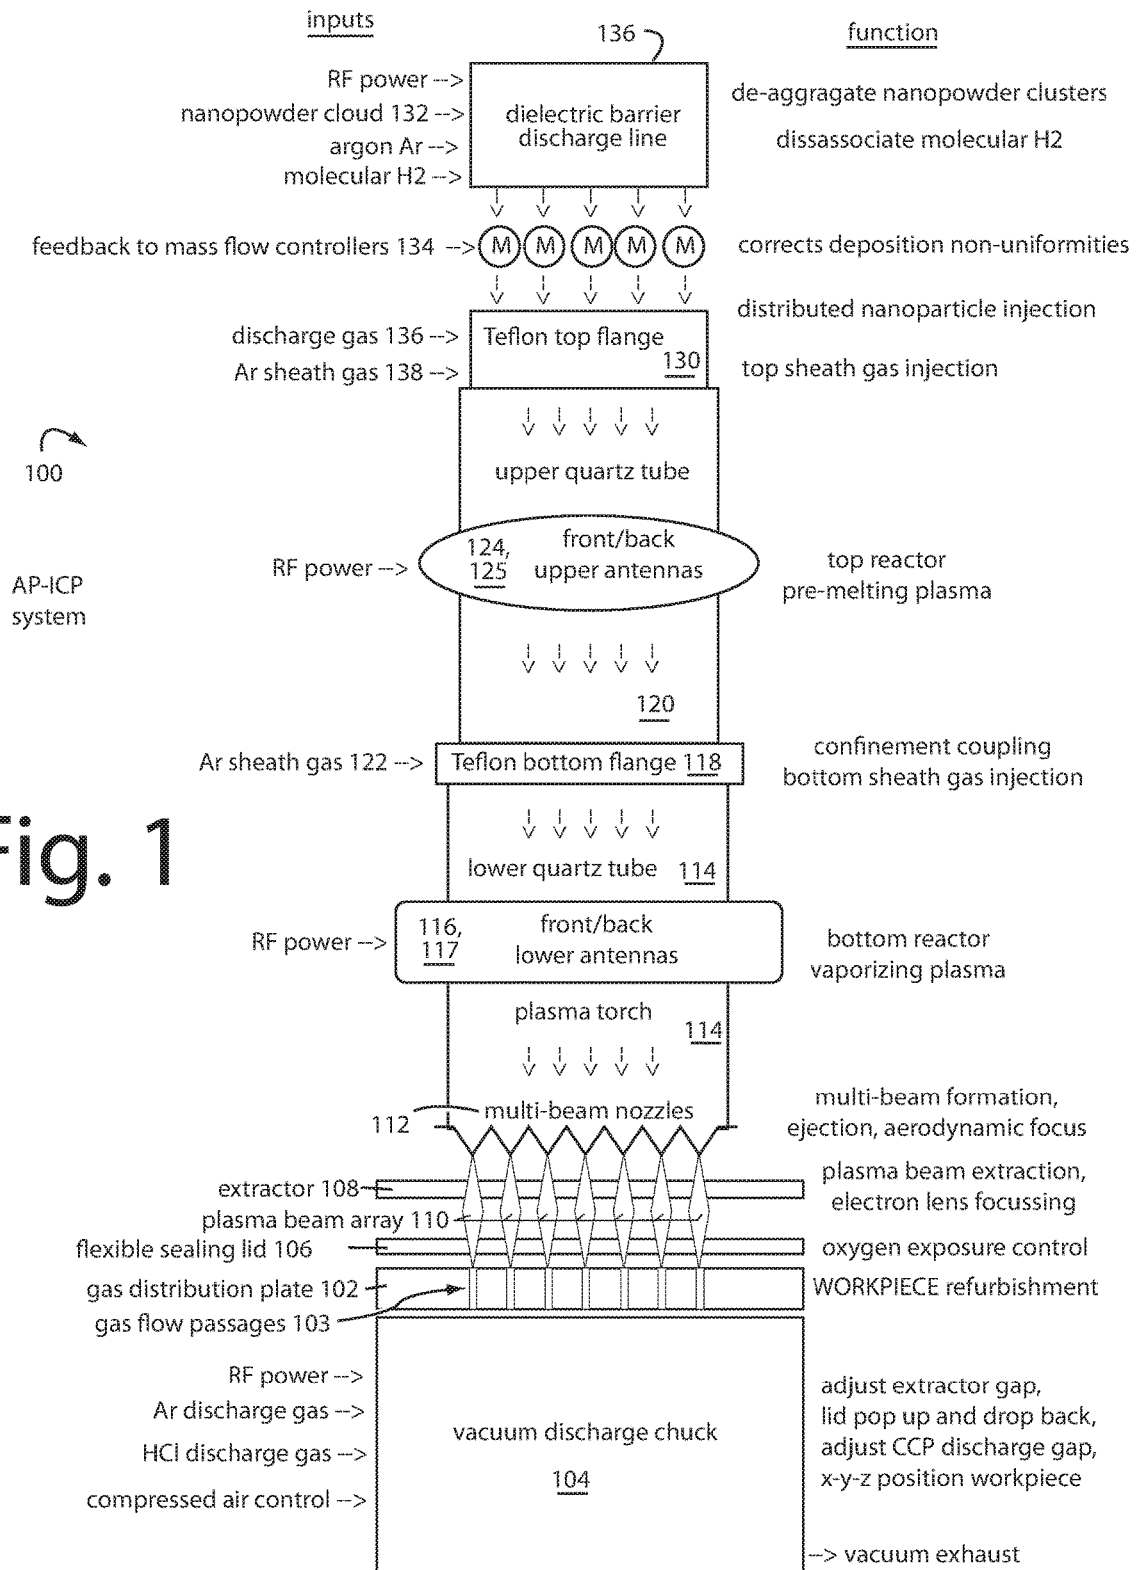 inputs
136
function
RF power -->
de-aggragate nanopowder clusters
nanopowder cloud 132 -->
dielectric barrier
discharge line
argon Ar -->
dissassociate molecular H2
molecular H2 -->
feedback to mass flow controllers 134 -->
M M M M M
corrects deposition non-uniformities
distributed nanoparticle injection
discharge gas 136 -->
Teflon top flange
130
Ar sheath gas 138 -->
top sheath gas injection
100
upper quartz tube
AP-ICP
system
RF power -->
124,
125
front/back
upper antennas
top reactor
pre-melting plasma
120
Ar sheath gas 122 -->
Teflon bottom flange 118
confinement coupling
bottom sheath gas injection
Fig. 1
lower quartz tube 114
RF power -->
116,
117
front/back
lower antennas
bottom reactor
vaporizing plasma
plasma torch
114
112
multi-beam nozzles
multi-beam formation,
ejection, aerodynamic focus
extractor 108
plasma beam extraction,
electron lens focussing
plasma beam array 110
flexible sealing lid 106
oxygen exposure control
gas distribution plate 102
WORKPIECE refurbishment
gas flow passages 103
RF power -->
Ar discharge gas -->
HCl discharge gas -->
compressed air control -->
vacuum discharge chuck
104
adjust extractor gap,
lid pop up and drop back,
adjust CCP discharge gap,
x-y-z position workpiece
--> vacuum exhaust